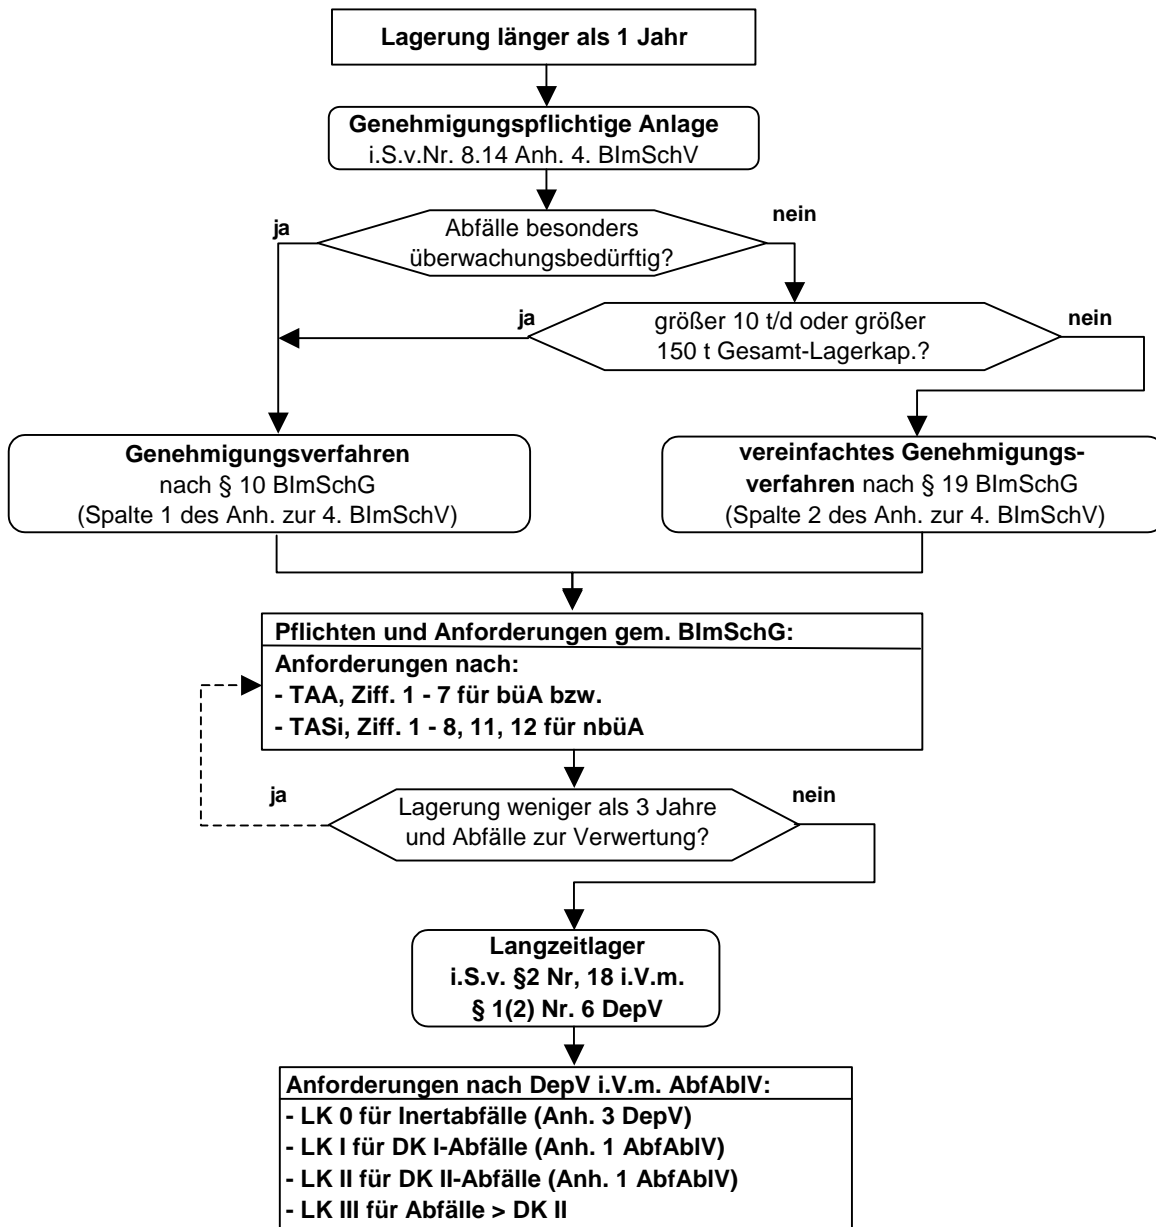 Lagerung länger als 1 Jahr
Genehmigungspflichtige Anlage
i.S.v.Nr. 8.14 Anh. 4. BImSchV
ja
Abfälle besonders
überwachungsbedürftig?
nein
ja
größer 10 t/d oder größer
150 t Gesamt-Lagerkap.?
nein
Genehmigungsverfahren
nach § 10 BImSchG
(Spalte 1 des Anh. zur 4. BImSchV)
vereinfachtes Genehmigungs-
verfahren nach § 19 BImSchG
(Spalte 2 des Anh. zur 4. BImSchV)
Pflichten und Anforderungen gem. BImSchG:
Anforderungen nach:
- TAA, Ziff. 1 - 7 für büA bzw.
- TASi, Ziff. 1 - 8, 11, 12 für nbüA
ja
Lagerung weniger als 3 Jahre
und Abfälle zur Verwertung?
nein
Langzeitlager
i.S.v. §2 Nr, 18 i.V.m.
§ 1(2) Nr. 6 DepV
Anforderungen nach DepV i.V.m. AbfAblV:
- LK 0 für Inertabfälle (Anh. 3 DepV)
- LK I für DK I-Abfälle (Anh. 1 AbfAblV)
- LK II für DK II-Abfälle (Anh. 1 AbfAblV)
- LK III für Abfälle > DK II